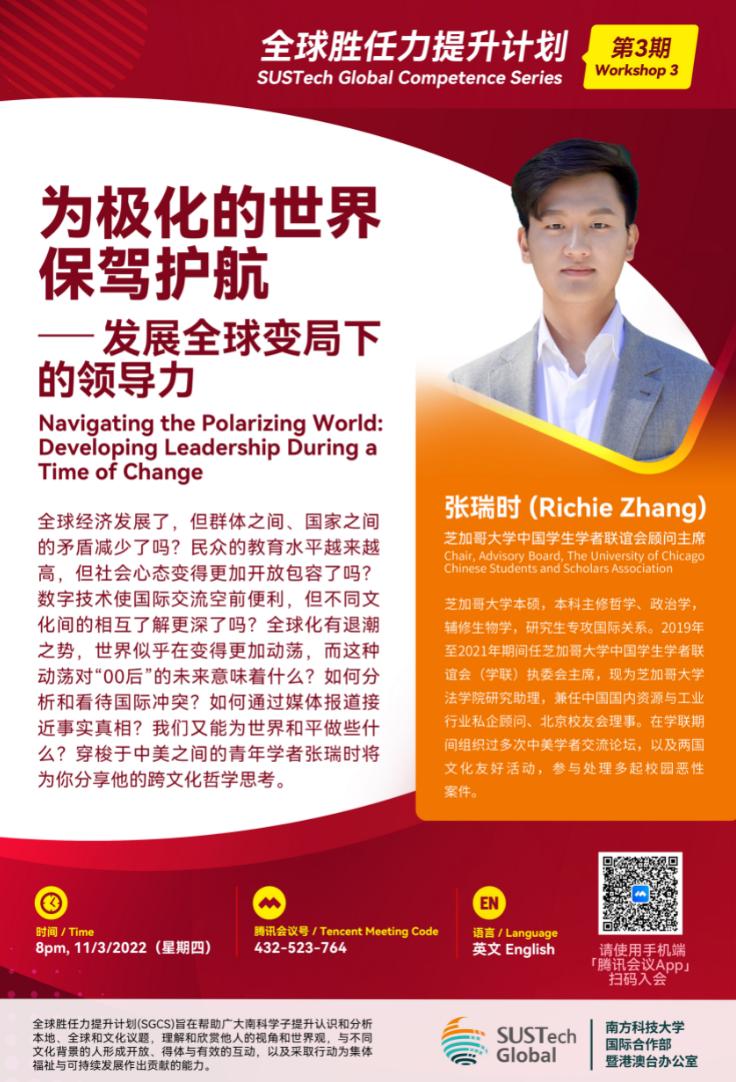 全球胜任力提升计划
SUSTech Global Competence Series
第3期
Workshop 3
为极化的世界
保驾护航
—— 发展全球变局下
的领导力
Navigating the Polarizing World:
Developing Leadership During a
Time of Change
全球经济发展了，但群体之间、国家之间
的矛盾减少了吗？民众的教育水平越来越
高，但社会心态变得更加开放包容了吗？
数字技术使国际交流空前便利，但不同文
化间的相互了解更深了吗？全球化有退潮
之势，世界似乎在变得更加动荡，而这种
动荡对“00后”的未来意味着什么？如何分
析和看待国际冲突？如何通过媒体报道接
近事实真相？我们又能为世界和平做些什
么？穿梭于中美之间的青年学者张瑞时将
为你分享他的跨文化哲学思考。
张瑞时 (Richie Zhang)
芝加哥大学中国学生学者联谊会顾问主席
Chair, Advisory Board, The University of Chicago
Chinese Students and Scholars Association
芝加哥大学本硕，本科主修哲学、政治学，
辅修生物学，研究生专攻国际关系。2019年
至2021年期间任芝加哥大学中国学生学者联
谊会（学联）执委会主席，现为芝加哥大学
法学院研究助理，兼任中国国内资源与工业
行业私企顾问、北京校友会理事。在学联期
间组织过多次中美学者交流论坛，以及两国
文化友好活动，参与处理多起校园恶性
案件。
时间 / Time
8pm, 11/3/2022（星期四）
腾讯会议号 / Tencent Meeting Code
432-523-764
EN
语言 / Language
英文 English
请使用手机端
「腾讯会议App」
扫码入会
全球胜任力提升计划(SGCS)旨在帮助广大南科学子提升认识和分析
本地、全球和文化议题，理解和欣赏他人的视角和世界观，与不同
文化背景的人形成开放、得体与有效的互动，以及采取行动为集体
福祉与可持续发展作出贡献的能力。
SUSTech
Global
南方科技大学
国际合作部
暨港澳台办公室